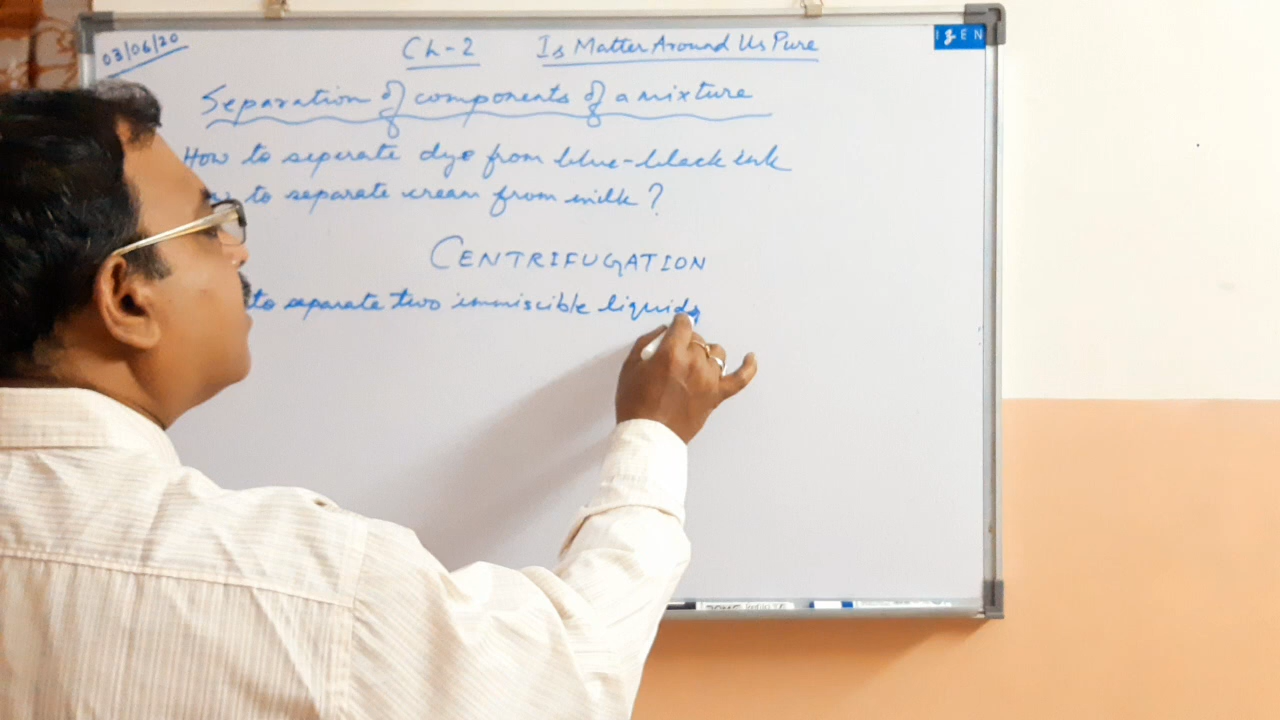 03/06/20
Ch-2 Is Matter Around Us Pure
Separation of components of a mixture
How to seperate dye from blue-black ink
to separate cream from milk?
CENTRIFUGATION
to separate two immiscible liquids